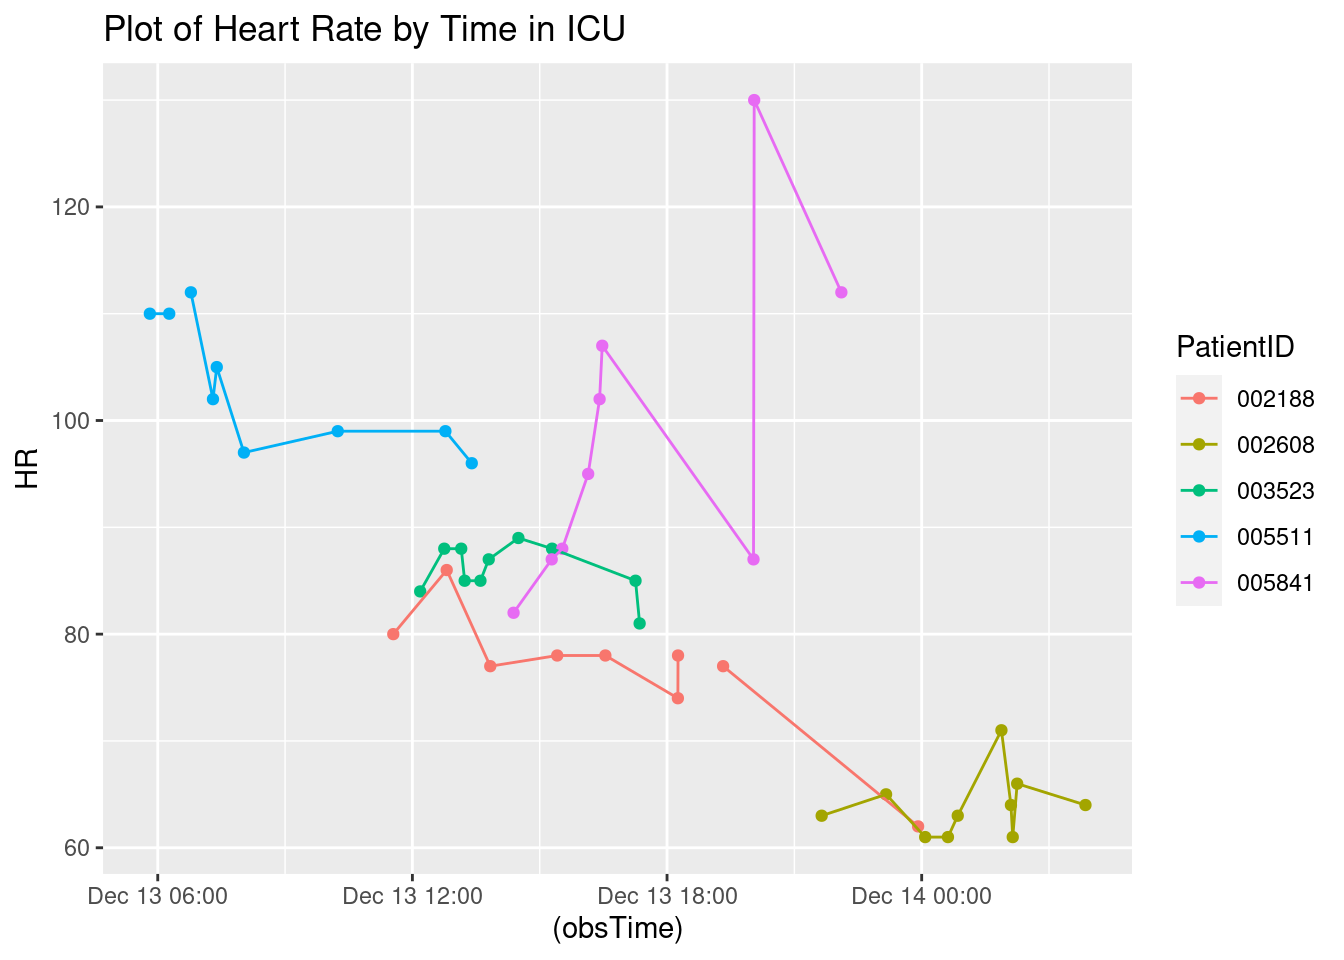 Plot of Heart Rate by Time in ICU
HR
120
100
80
60
Dec 13 06:00 Dec 13 12:00 Dec 13 18:00 Dec 14 00:00
(obsTime)
PatientID
002188
002608
003523
005511
005841